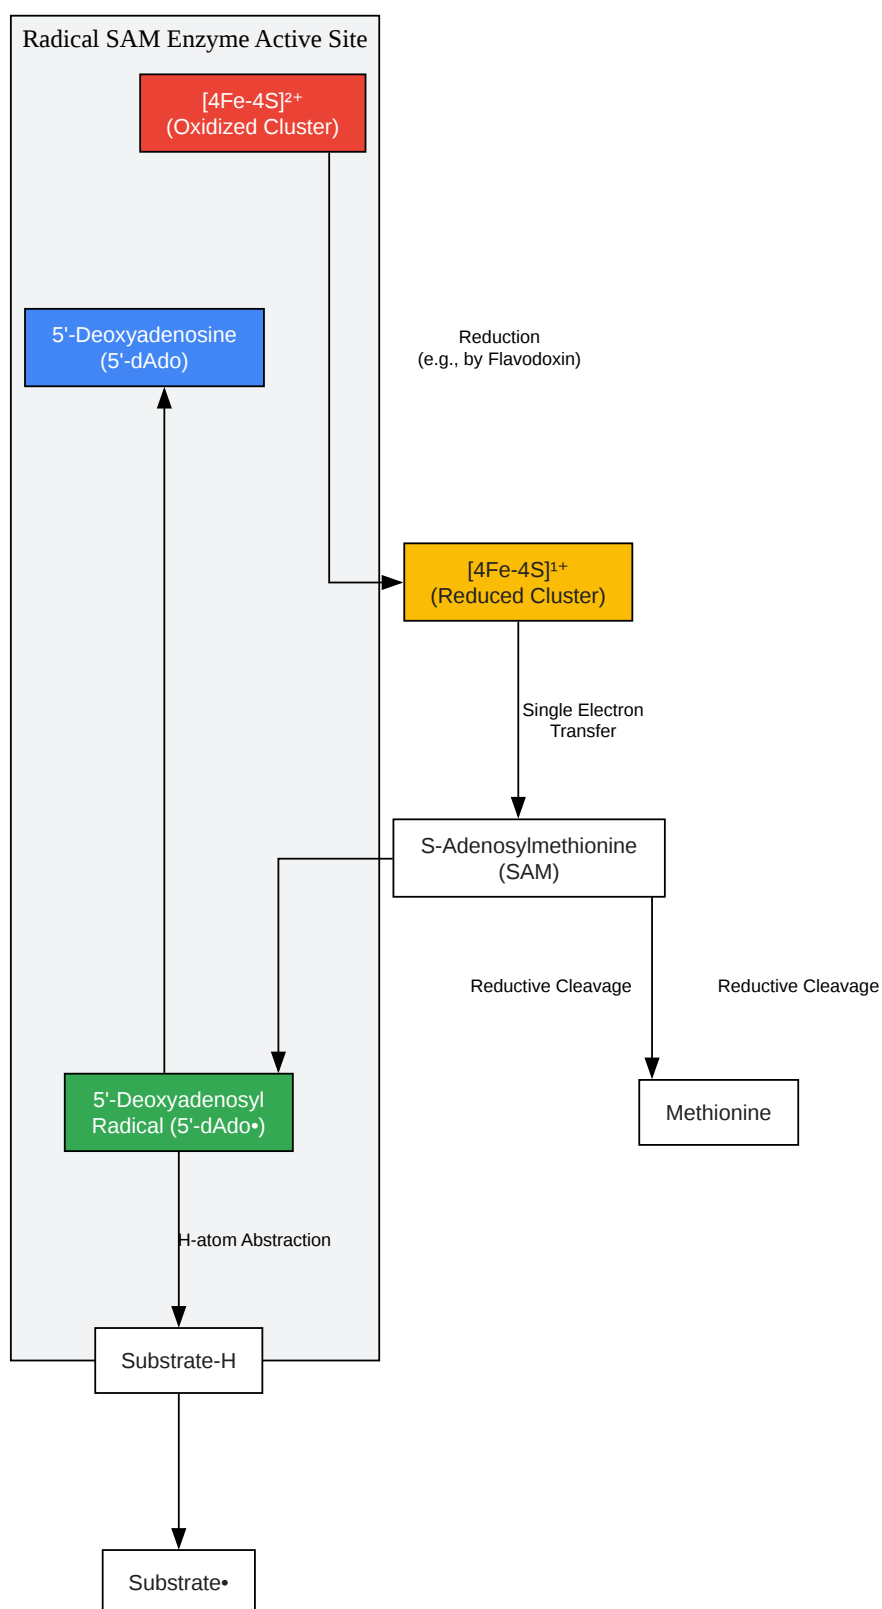 Radical SAM Enzyme Active Site
[4Fe-4S]²⁺
(Oxidized Cluster)
5'-Deoxyadenosine
(5'-dAdo)
Reduction
(e.g., by Flavodoxin)
[4Fe-4S]¹⁺
(Reduced Cluster)
Single Electron
Transfer
S-Adenosylmethionine
(SAM)
Reductive Cleavage
Reductive Cleavage
5'-Deoxyadenosyl
Radical (5'-dAdo•)
Methionine
H-atom Abstraction
Substrate-H
Substrate•